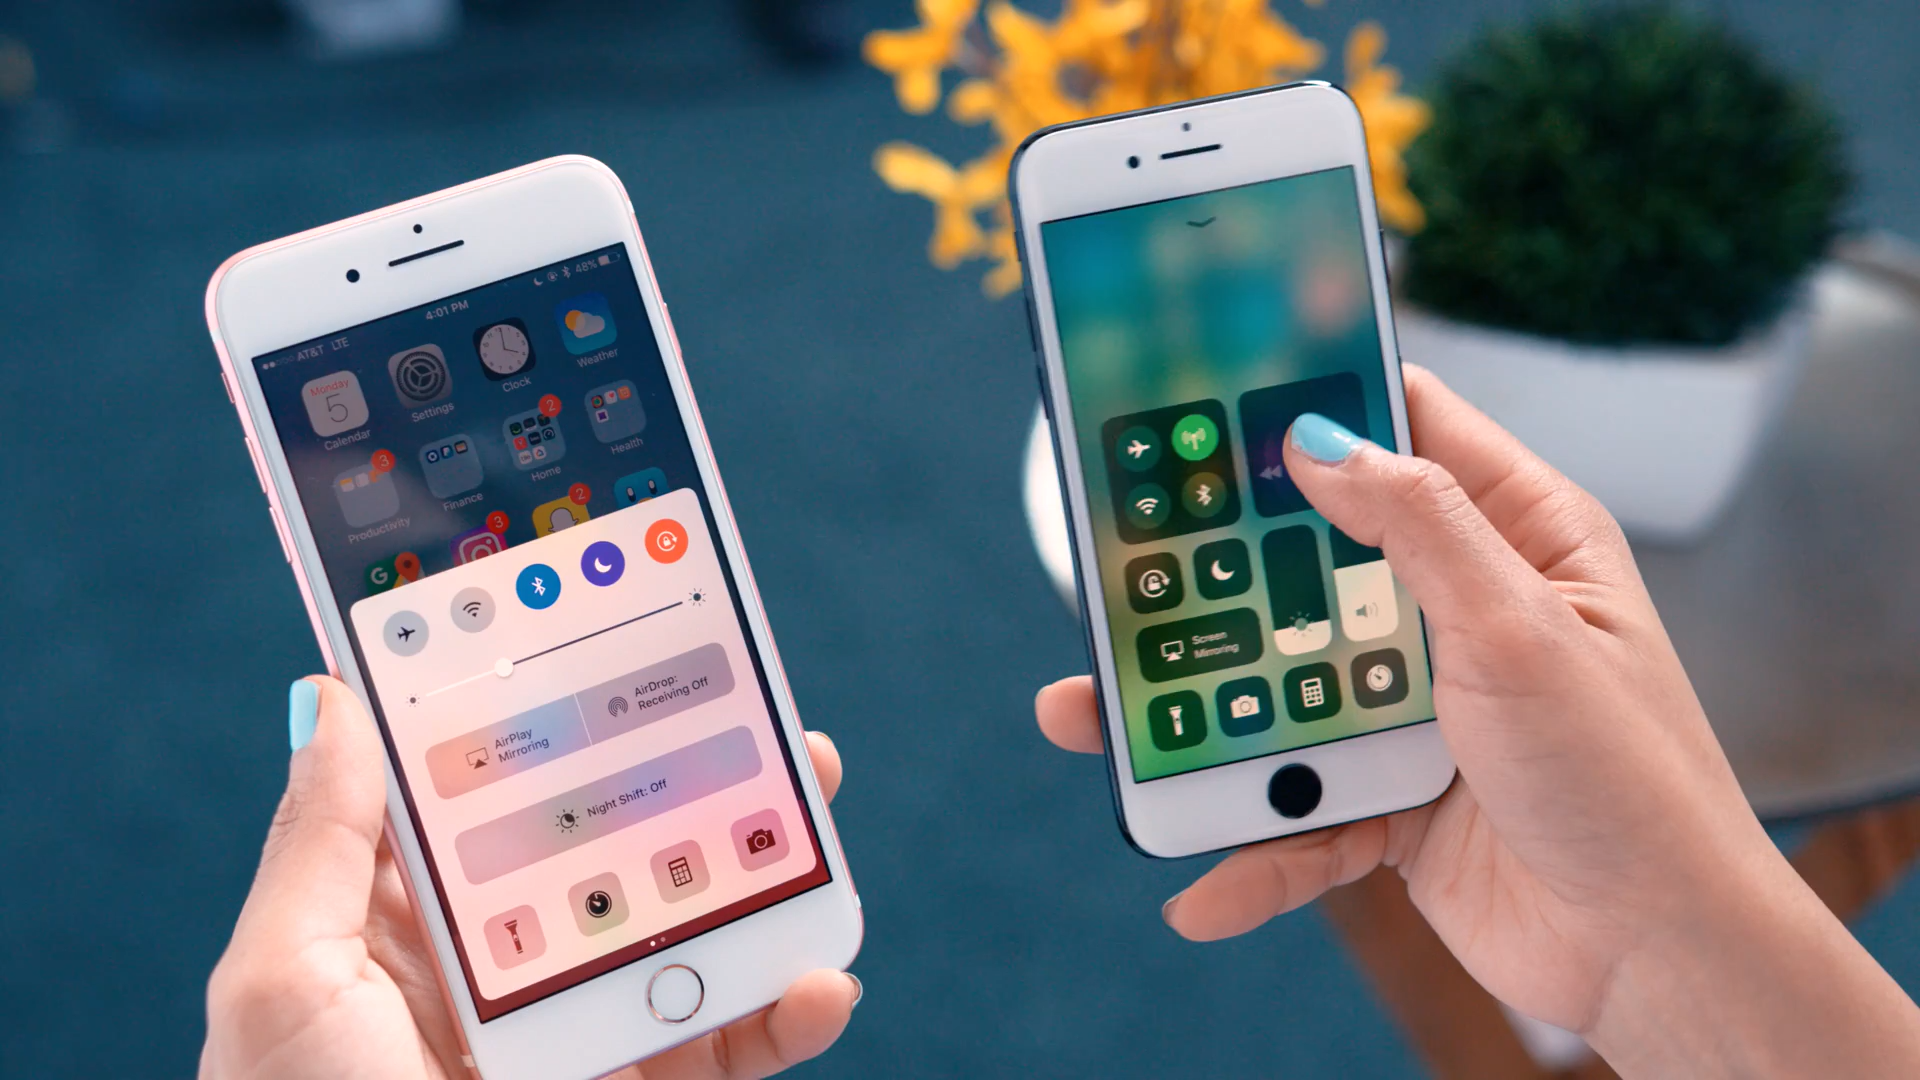 AT&T LTE
4:01 PM
48%
Monday
5
Calendar
Settings
Clock
Weather
3
Productivity
Finance
2
Home
Health
G
3
2
AirPlay
Mirroring
AirDrop:
Receiving Off
Night Shift: Off
Screen
Mirroring